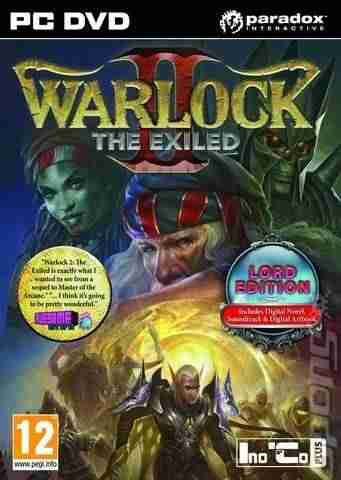 PC DVD
paradox
INTERACTIVE
WARLOCK
II
THE EXILED
"Warlock 2: The
Exiled is exactly what I
wanted to see from a
sequel to Master of the
Arcane." "... I think it's going
to be pretty wonderful."
LORD
EDITION
Includes Digital Novel,
Soundtrack & Digital Artbook
12
www.pegi.info
PLUS